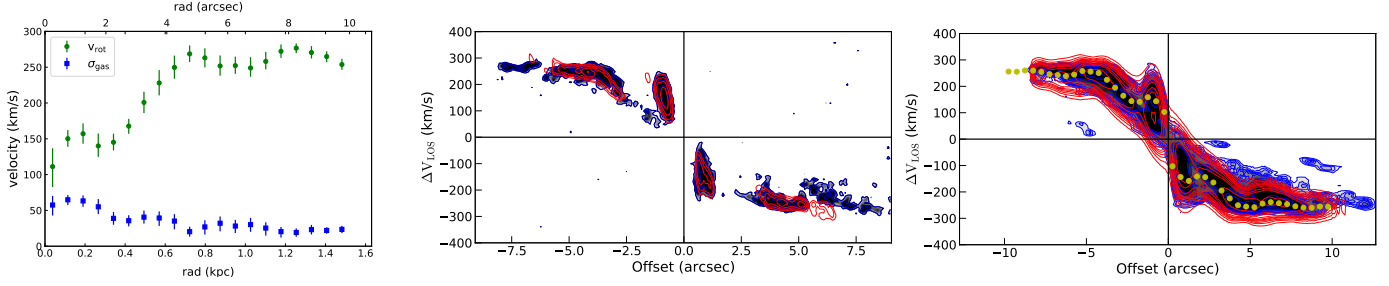 rad (arcsec)
0 2 4 6 8 10
300
250
200
150
100
50
0
velocity (km/s)
v_rot
σ_gas
0.0 0.2 0.4 0.6 0.8 1.0 1.2 1.4 1.6
rad (kpc)
400
300
200
100
0
−100
−200
−300
−400
ΔV_LOS (km/s)
−7.5 −5.0 −2.5 0.0 2.5 5.0 7.5
Offset (arcsec)
400
300
200
100
0
−100
−200
−300
−400
ΔV_LOS (km/s)
−10 −5 0 5 10
Offset (arcsec)